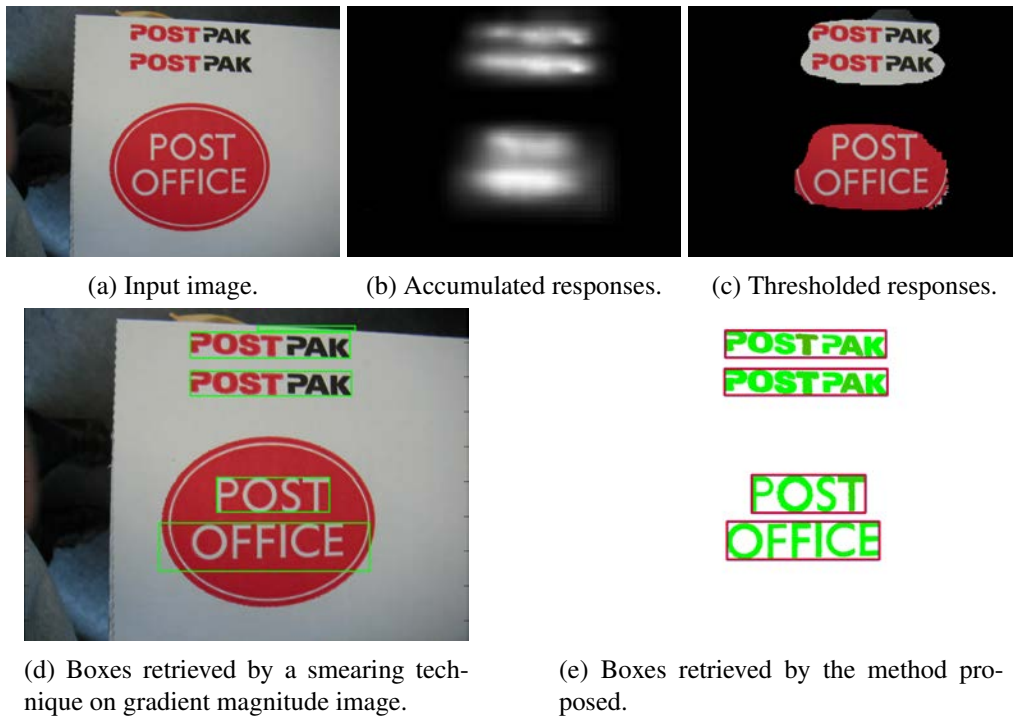 POSTPAK
POSTPAK
POST
OFFICE
POSTPAK
POSTPAK
POST
OFFICE
(a) Input image.
(b) Accumulated responses.
(c) Thresholded responses.
POSTPAK
POSTPAK
POST
OFFICE
POSTPAK
POSTPAK
POST
OFFICE
(d) Boxes retrieved by a smearing tech-
nique on gradient magnitude image.
(e) Boxes retrieved by the method pro-
posed.